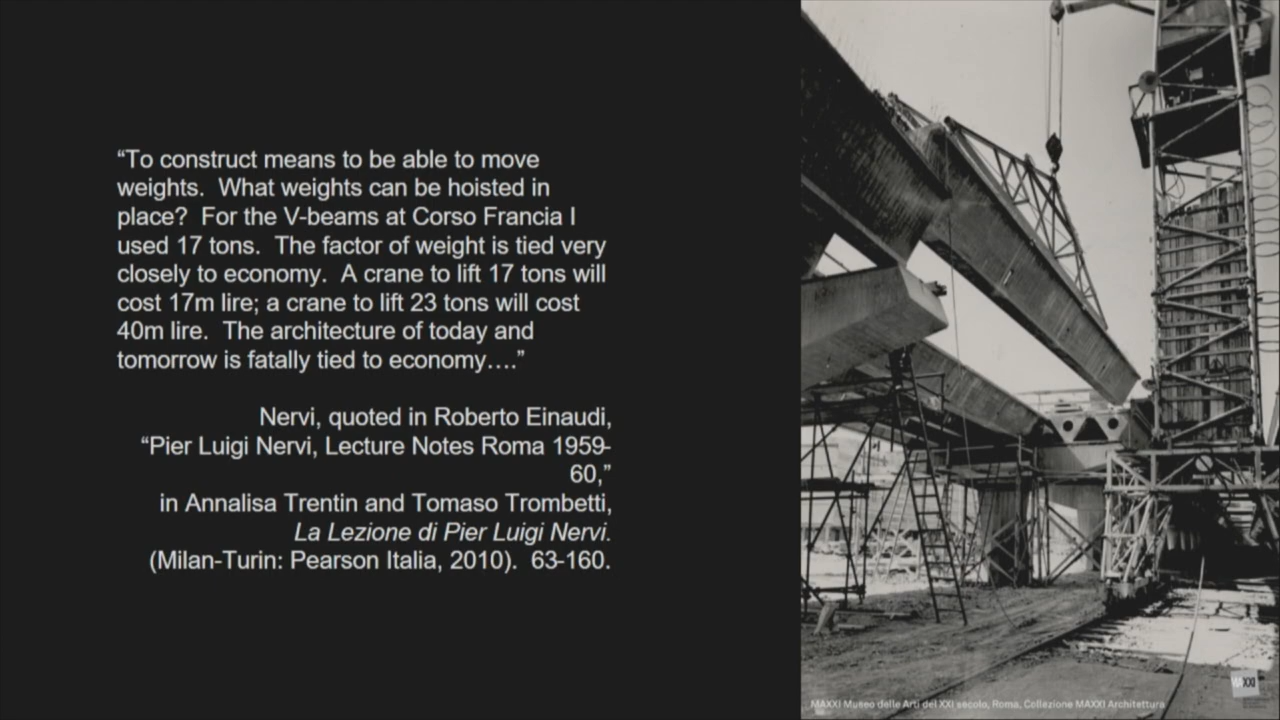 “To construct means to be able to move
weights.  What weights can be hoisted in
place?  For the V-beams at Corso Francia I
used 17 tons.  The factor of weight is tied very
closely to economy.  A crane to lift 17 tons will
cost 17m lire; a crane to lift 23 tons will cost
40m lire.  The architecture of today and
tomorrow is fatally tied to economy….”
Nervi, quoted in Roberto Einaudi,
“Pier Luigi Nervi, Lecture Notes Roma 1959-
60,”
in Annalisa Trentin and Tomaso Trombetti,
La Lezione di Pier Luigi Nervi.
(Milan-Turin: Pearson Italia, 2010).  63-160.
MAXXI Museo delle Arti del XXI secolo, Roma. Collezione MAXXI Architettura